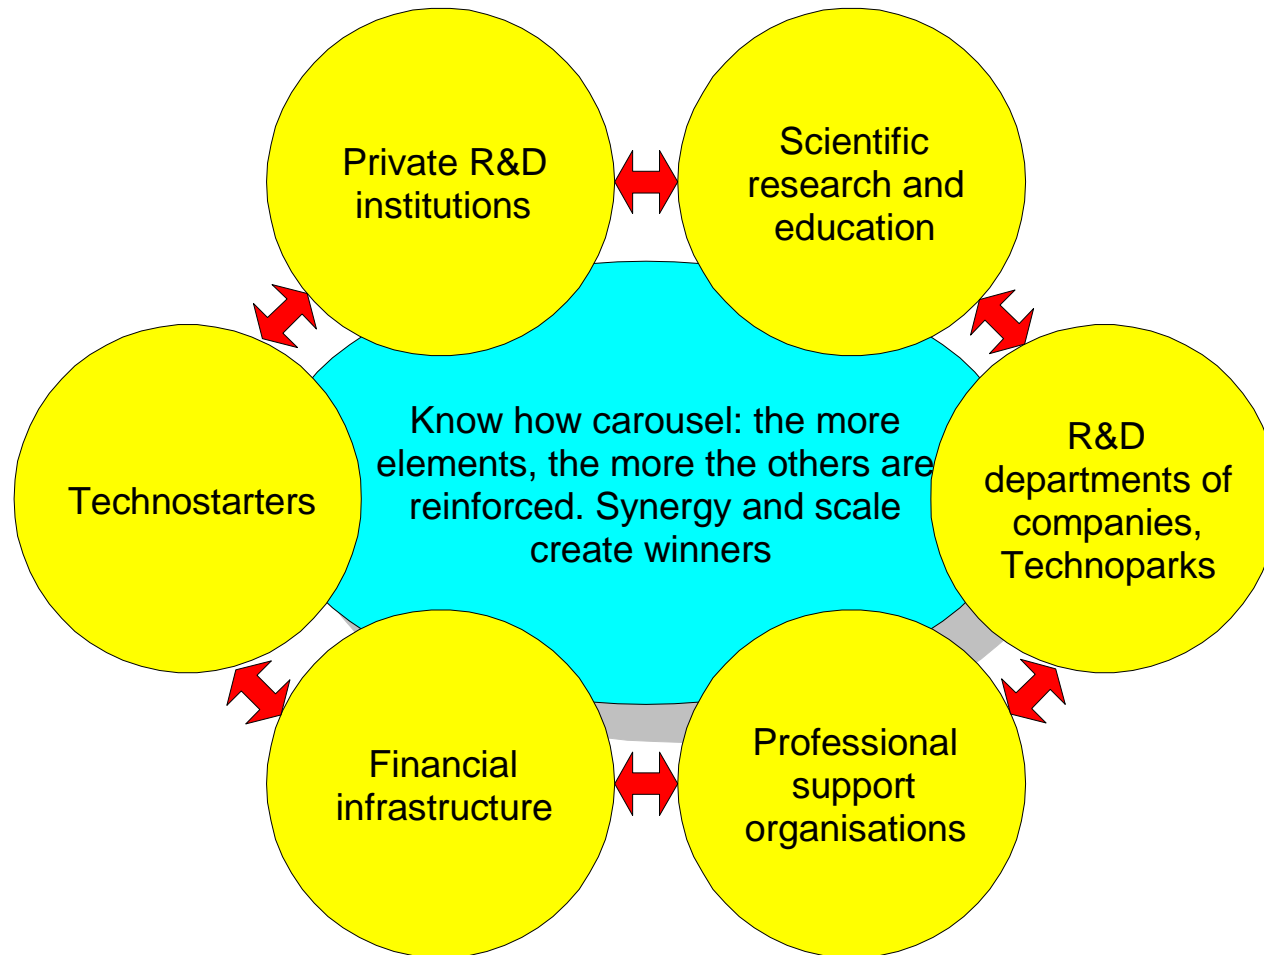 Private R&D
institutions
Scientific
research and
education
Technostarters
Know how carousel: the more
elements, the more the others are
reinforced. Synergy and scale
create winners
R&D
departments of
companies,
Technoparks
Financial
infrastructure
Professional
support
organisations